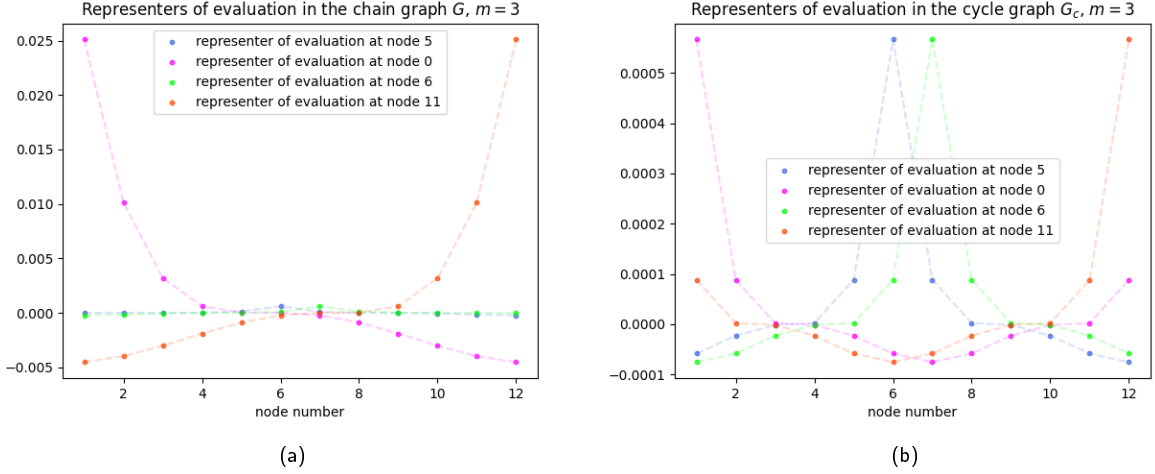 Representers of evaluation in the chain graph G, m = 3
0.025
0.020
0.015
0.010
0.005
0.000
−0.005
representer of evaluation at node 5
representer of evaluation at node 0
representer of evaluation at node 6
representer of evaluation at node 11
2 4 6 8 10 12
node number
(a)
Representers of evaluation in the cycle graph Gc, m = 3
0.0005
0.0004
0.0003
0.0002
0.0001
0.0000
−0.0001
representer of evaluation at node 5
representer of evaluation at node 0
representer of evaluation at node 6
representer of evaluation at node 11
2 4 6 8 10 12
node number
(b)